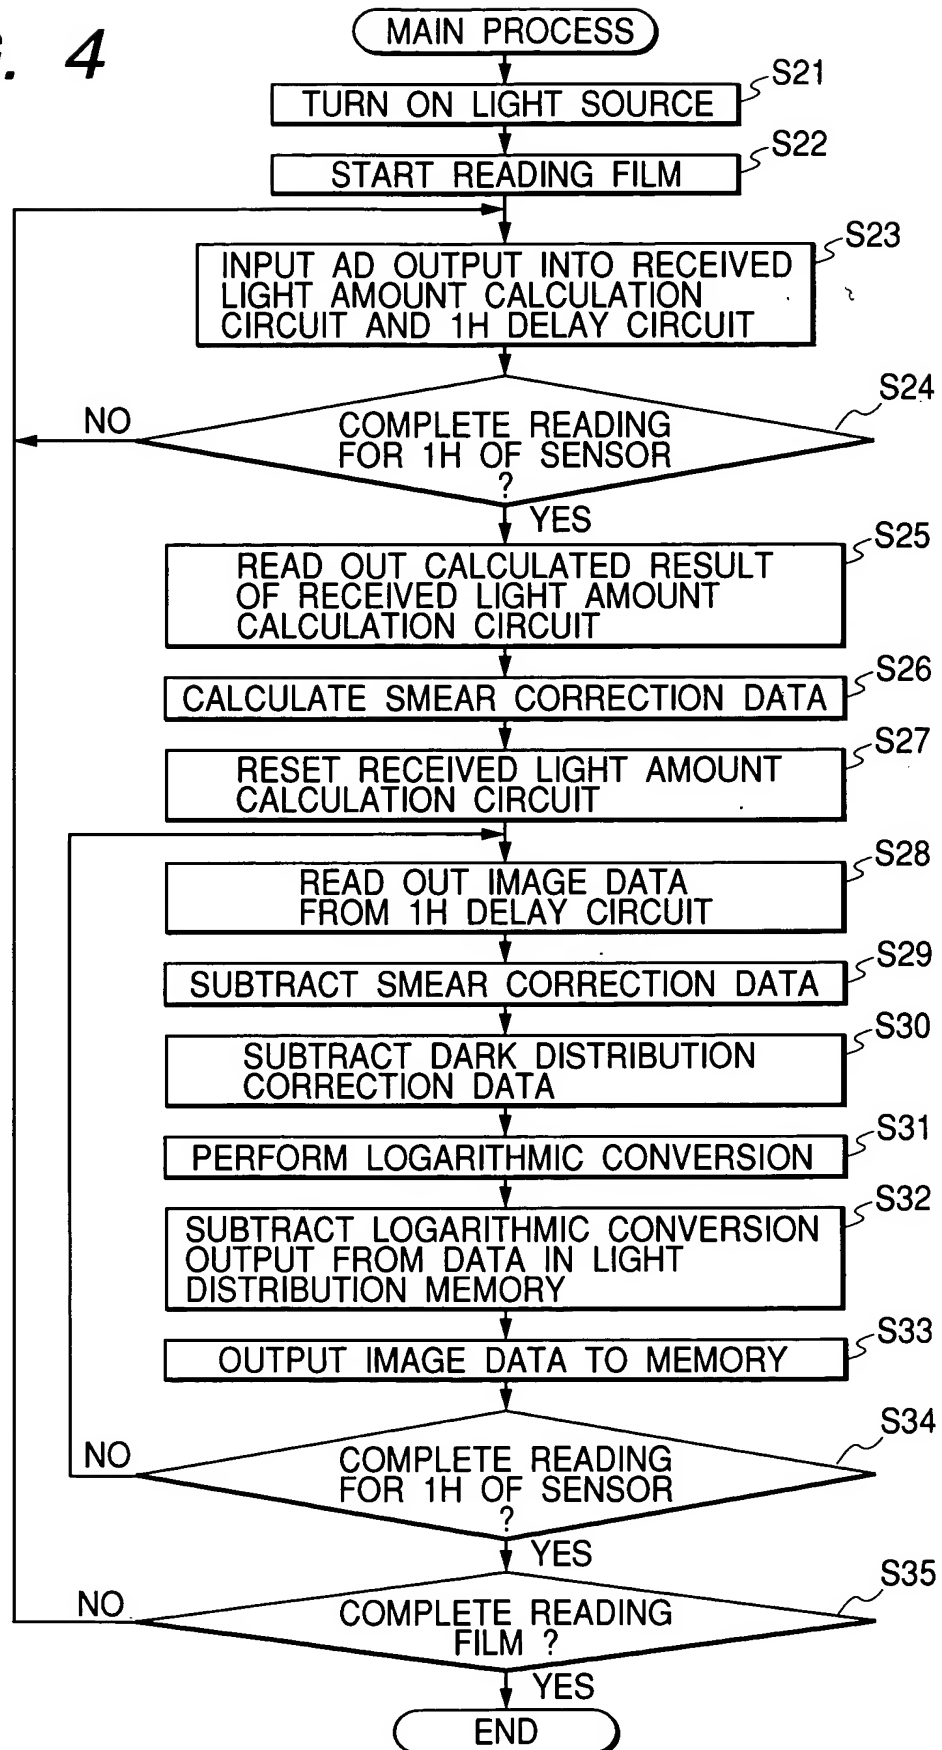 . 4
MAIN PROCESS
S21
TURN ON LIGHT SOURCE
S22
START READING FILM
S23
INPUT AD OUTPUT INTO RECEIVED
LIGHT AMOUNT CALCULATION
CIRCUIT AND 1H DELAY CIRCUIT
S24
NO
COMPLETE READING
FOR 1H OF SENSOR
?
YES
S25
READ OUT CALCULATED RESULT
OF RECEIVED LIGHT AMOUNT
CALCULATION CIRCUIT
S26
CALCULATE SMEAR CORRECTION DATA
S27
RESET RECEIVED LIGHT AMOUNT
CALCULATION CIRCUIT
S28
READ OUT IMAGE DATA
FROM 1H DELAY CIRCUIT
S29
SUBTRACT SMEAR CORRECTION DATA
S30
SUBTRACT DARK DISTRIBUTION
CORRECTION DATA
S31
PERFORM LOGARITHMIC CONVERSION
S32
SUBTRACT LOGARITHMIC CONVERSION
OUTPUT FROM DATA IN LIGHT
DISTRIBUTION MEMORY
S33
OUTPUT IMAGE DATA TO MEMORY
S34
NO
COMPLETE READING
FOR 1H OF SENSOR
?
YES
S35
NO
COMPLETE READING
FILM ?
YES
END